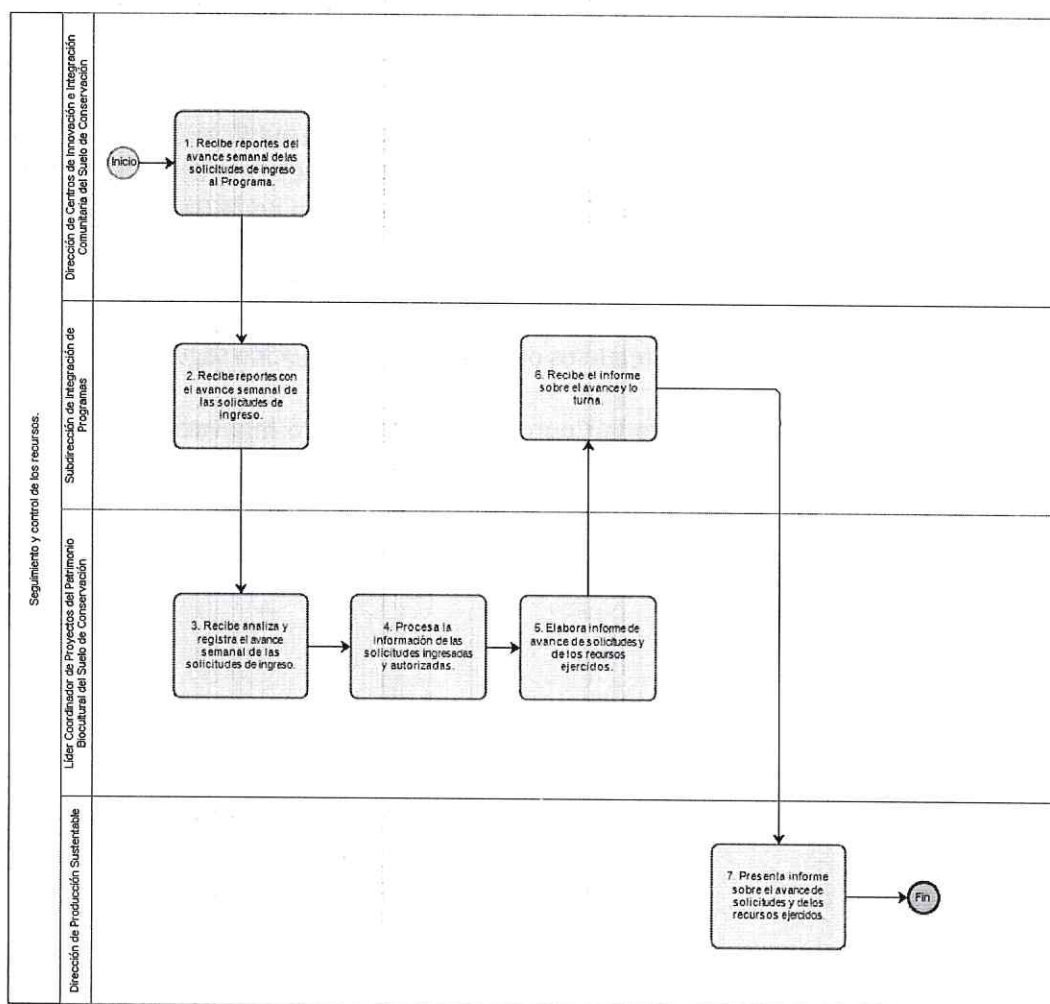 Seguimiento y control de los recursos.
Dirección de Centros de Innovación e Integración
Comunitaria del Suelo de Conservación
Inicio
1. Recibe reportes del
avance semanal de las
solicitudes de ingreso
al Programa.
Subdirección de Integración de
Programas
2. Recibe reportes con
el avance semanal de
las solicitudes de
ingreso.
6. Recibe el informe
sobre el avance y lo
turna.
Líder Coordinador de Proyectos del Patrimonio
Biocultural del Suelo de Conservación
3. Recibe analiza y
registra el avance
semanal de las
solicitudes de ingreso.
4. Procesa la
información de las
solicitudes ingresadas
y autorizadas.
5. Elabora informe de
avance de solicitudes y
de los recursos
ejercidos.
Dirección de Producción Sustentable
7. Presenta informe
sobre el avance de
solicitudes y de los
recursos ejercidos.
Fin